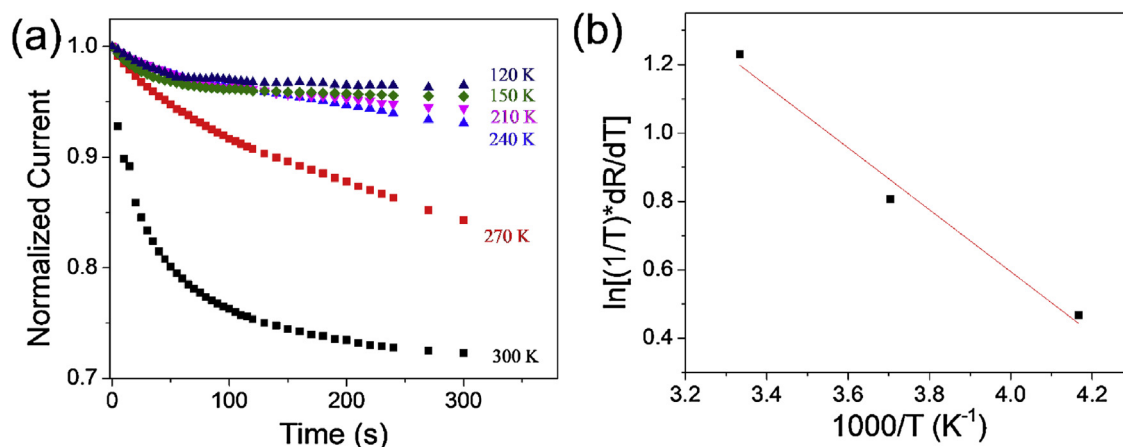 (a)
Normalized Current
1.0
0.9
0.8
0.7
120 K
150 K
210 K
240 K
270 K
300 K
0 100 200 300
Time (s)
(b)
ln[(1/T)*dR/dT]
1.2
1.0
0.8
0.6
0.4
3.2 3.4 3.6 3.8 4.0 4.2
1000/T (K⁻¹)